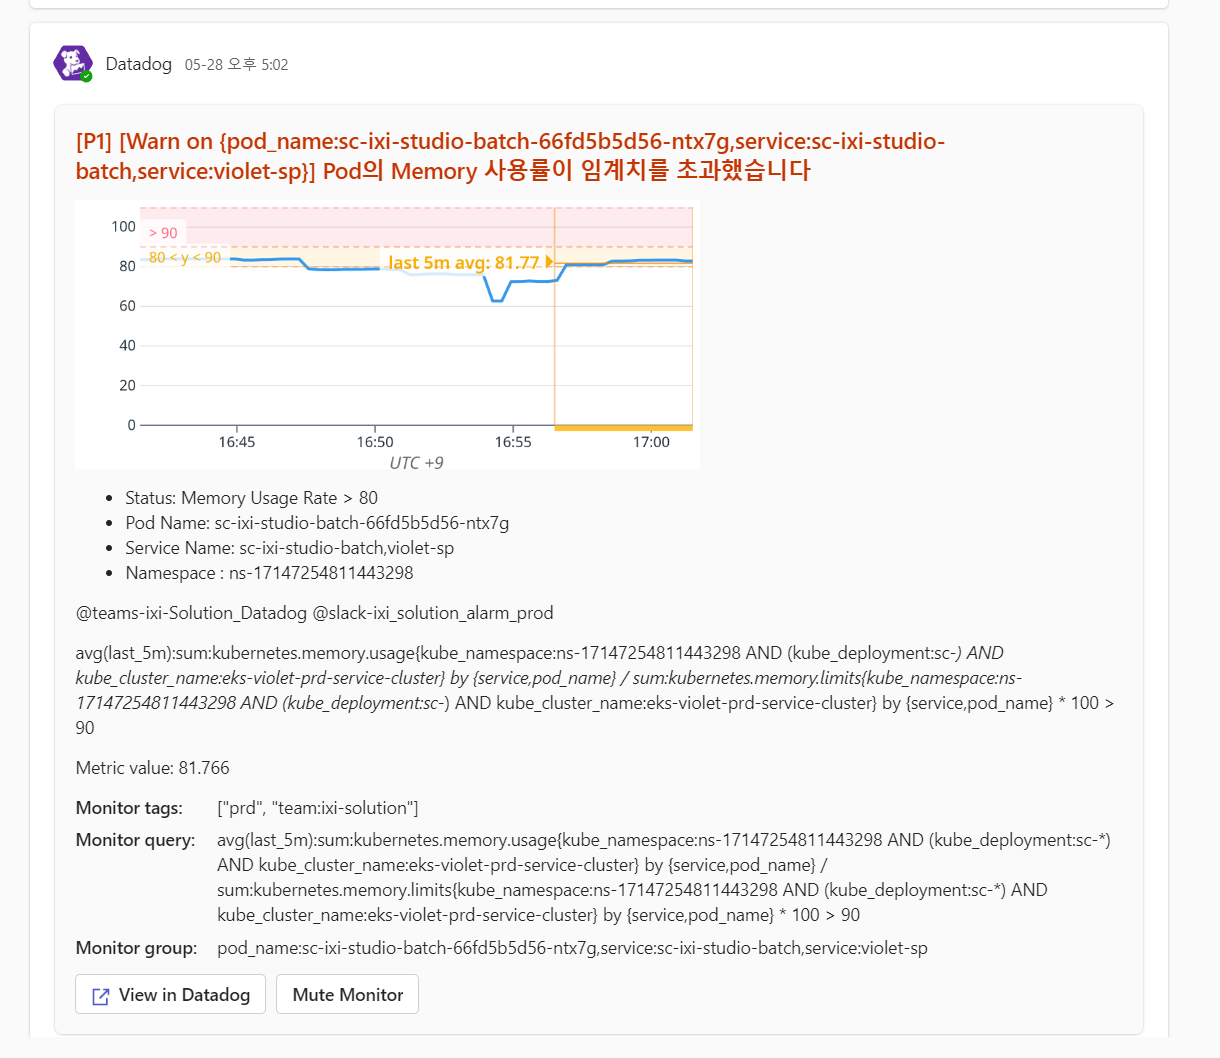 Datadog 05-28 오후 5:02
[P1] [Warn on {pod_name:sc-ixi-studio-batch-66fd5b5d56-ntx7g,service:sc-ixi-studio-
batch,service:violet-sp}] Pod의 Memory 사용률이 임계치를 초과했습니다
100
> 90
80 < y < 90
80
last 5m avg: 81.77
60
40
20
0
16:45 16:50 16:55 17:00
UTC +9
• Status: Memory Usage Rate > 80
• Pod Name: sc-ixi-studio-batch-66fd5b5d56-ntx7g
• Service Name: sc-ixi-studio-batch,violet-sp
• Namespace : ns-17147254811443298
@teams-ixi-Solution_Datadog @slack-ixi_solution_alarm_prod
avg(last_5m):sum:kubernetes.memory.usage{kube_namespace:ns-17147254811443298 AND (kube_deployment:sc-) AND
kube_cluster_name:eks-violet-prd-service-cluster} by {service,pod_name} / sum:kubernetes.memory.limits{kube_namespace:ns-
17147254811443298 AND (kube_deployment:sc-) AND kube_cluster_name:eks-violet-prd-service-cluster} by {service,pod_name} * 100 >
90
Metric value: 81.766
Monitor tags: ["prd", "team:ixi-solution"]
Monitor query: avg(last_5m):sum:kubernetes.memory.usage{kube_namespace:ns-17147254811443298 AND (kube_deployment:sc-*)
AND kube_cluster_name:eks-violet-prd-service-cluster} by {service,pod_name} /
sum:kubernetes.memory.limits{kube_namespace:ns-17147254811443298 AND (kube_deployment:sc-*) AND
kube_cluster_name:eks-violet-prd-service-cluster} by {service,pod_name} * 100 > 90
Monitor group: pod_name:sc-ixi-studio-batch-66fd5b5d56-ntx7g,service:sc-ixi-studio-batch,service:violet-sp
View in Datadog Mute Monitor